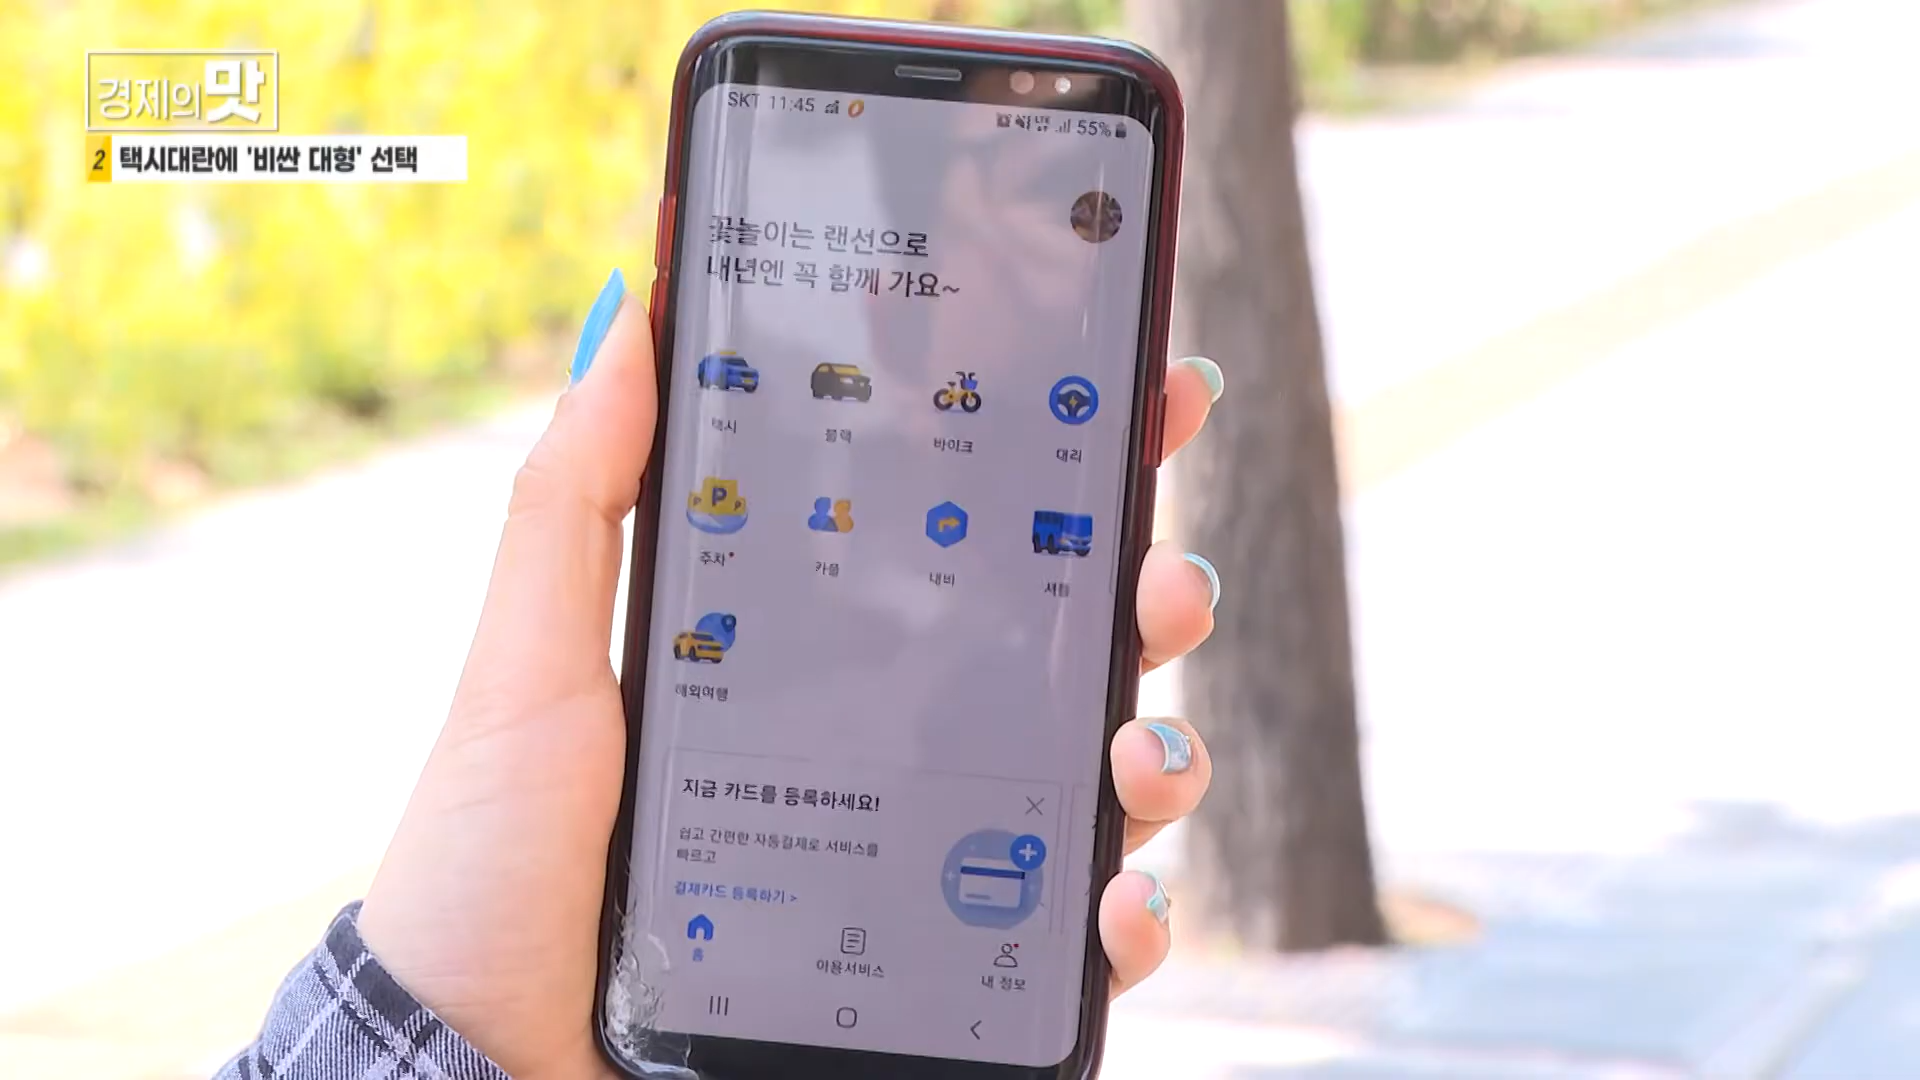 경제의맛
2 택시대란에 '비싼 대형' 선택
SKT 11:45
LTE 55%
꽃놀이는 랜선으로
내년엔 꼭 함께 가요~
택시
블랙
바이크
대리
P
P
P
주차
카풀
내비
셔틀
해외여행
지금 카드를 등록하세요!
쉽고 간편한 자동결제로 서비스를
빠르고
결제카드 등록하기 >
홈
이용서비스
내 정보